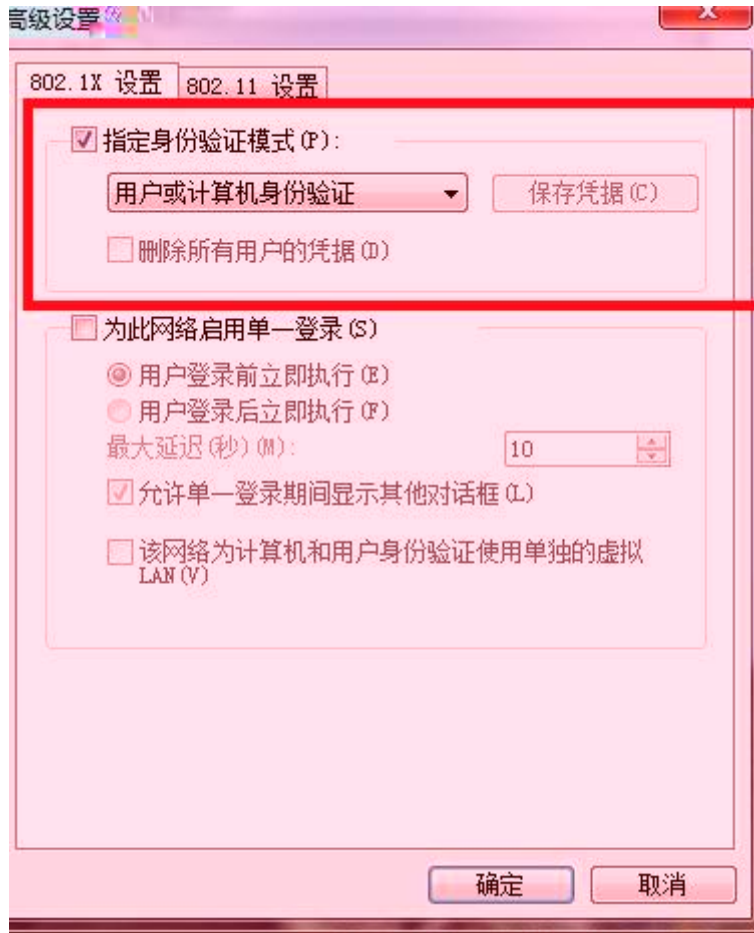 高级设置
802.1X 设置 802.11 设置
指定身份验证模式(P):
用户或计算机身份验证 保存凭据(C)
删除所有用户的凭据(D)
为此网络启用单一登录(S)
用户登录前立即执行(E)
用户登录后立即执行(F)
最大延迟(秒)(M): 10
允许单一登录期间显示其他对话框(L)
该网络为计算机和用户身份验证使用单独的虚拟
LAN(V)
确定 取消